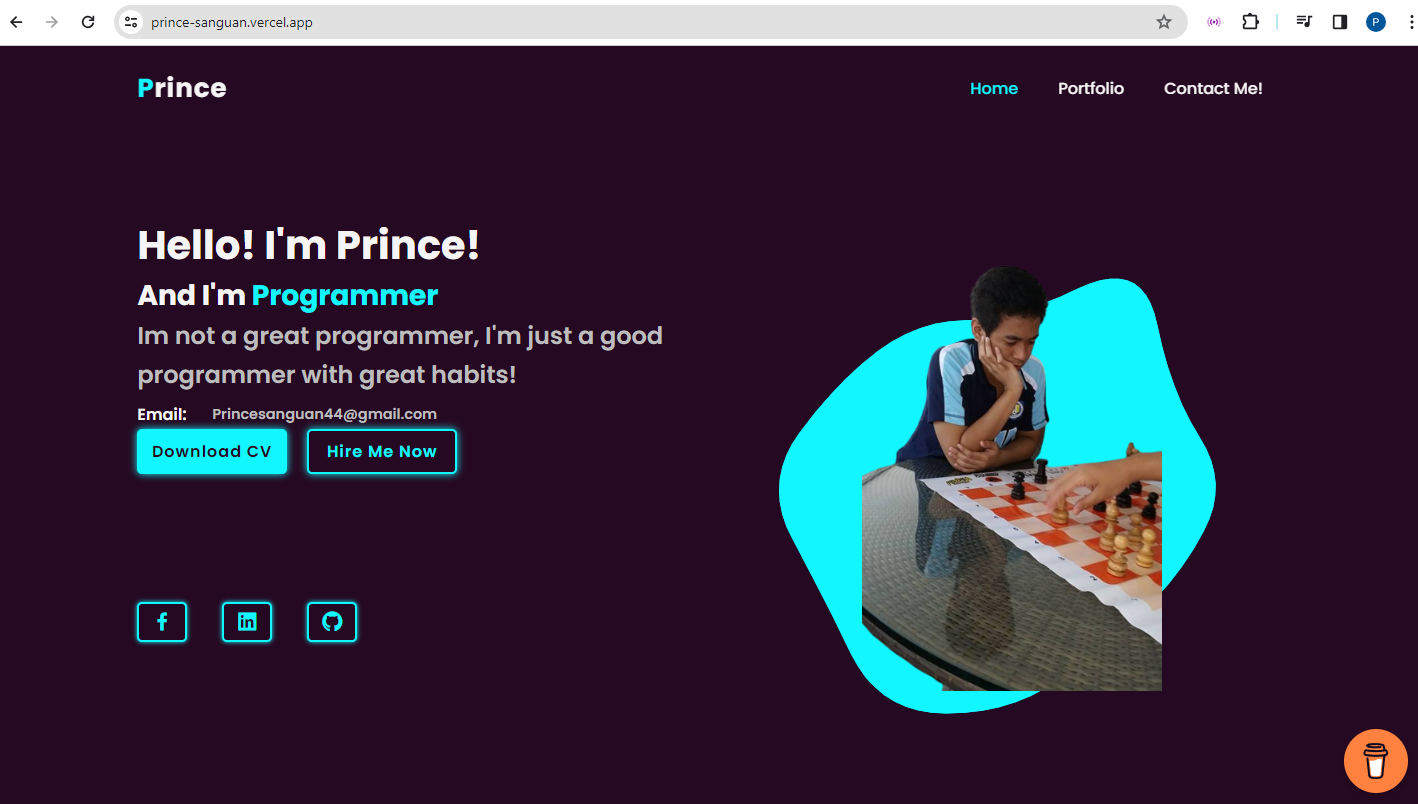 prince-sanguan.vercel.app
P
Prince
Home
Portfolio
Contact Me!
Hello! I'm Prince!
And I'm Programmer
Im not a great programmer, I'm just a good
programmer with great habits!
Email: Princesanguan44@gmail.com
Download CV
Hire Me Now
f
in